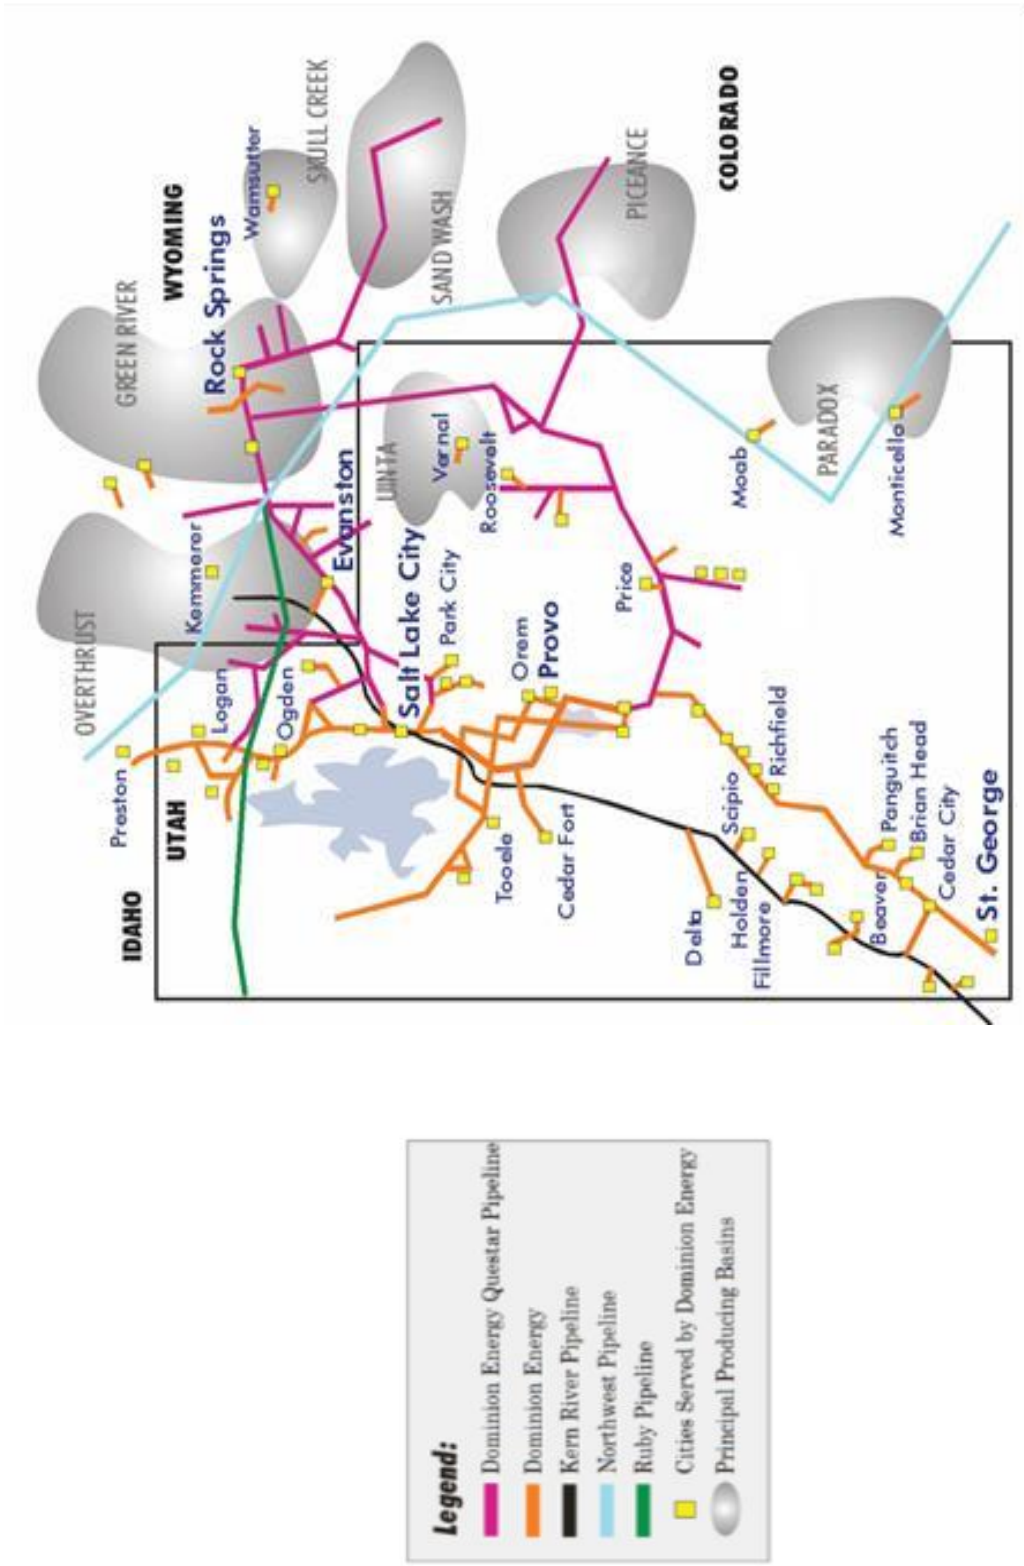 IDAHO
WYOMING
UTAH
COLORADO
OVERTHRUST
GREEN RIVER
SKULL CREEK
SAND WASH
UINTA
PICEANCE
PARADOX
Preston
Logan
Ogden
Kemmerer
Evanston
Rock Springs
Wamsutter
Salt Lake City
Park City
Vernal
Roosevelt
Orem
Provo
Tooele
Cedar Fort
Price
Moab
Monticello
Delta
Scipio
Holden
Fillmore
Richfield
Beaver
Panguitch
Brian Head
Cedar City
St. George
Legend:
Dominion Energy Questar Pipeline
Dominion Energy
Kern River Pipeline
Northwest Pipeline
Ruby Pipeline
Cities Served by Dominion Energy
Principal Producing Basins